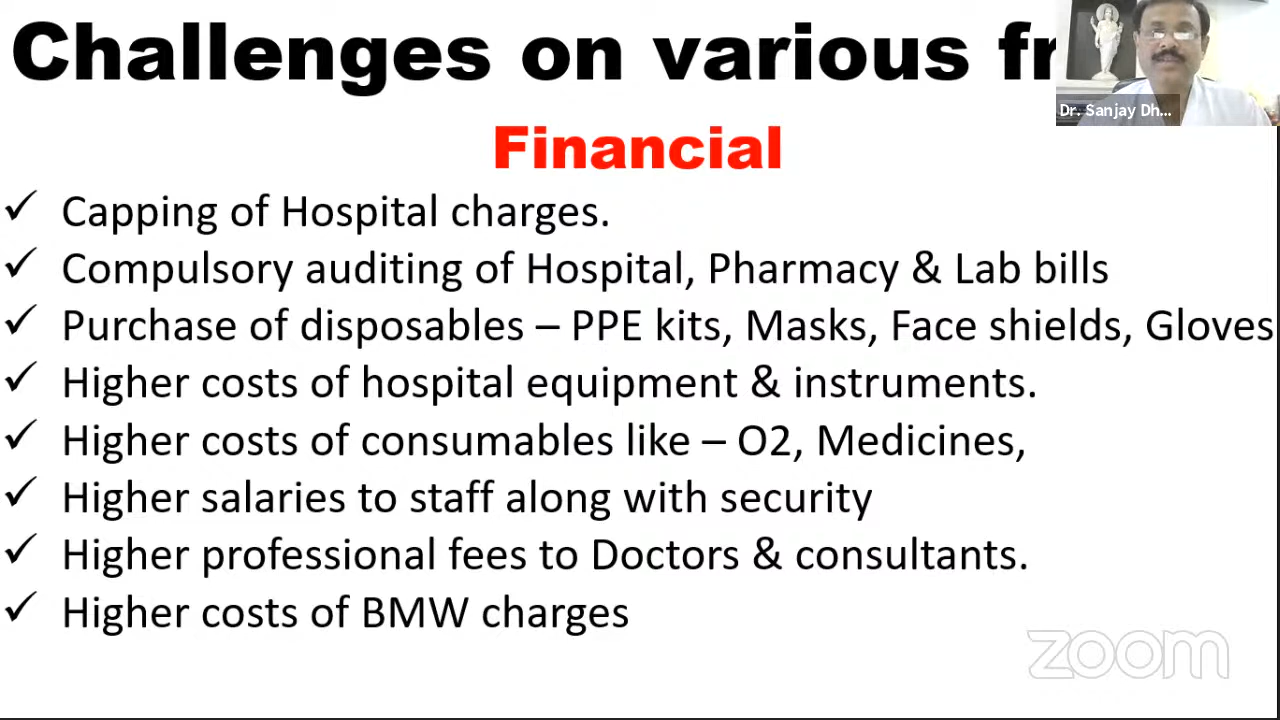 Challenges on various fr
Dr. Sanjay Dh...
Financial
✓ Capping of Hospital charges.
✓ Compulsory auditing of Hospital, Pharmacy & Lab bills
✓ Purchase of disposables – PPE kits, Masks, Face shields, Gloves
✓ Higher costs of hospital equipment & instruments.
✓ Higher costs of consumables like – O2, Medicines,
✓ Higher salaries to staff along with security
✓ Higher professional fees to Doctors & consultants.
✓ Higher costs of BMW charges
zoom